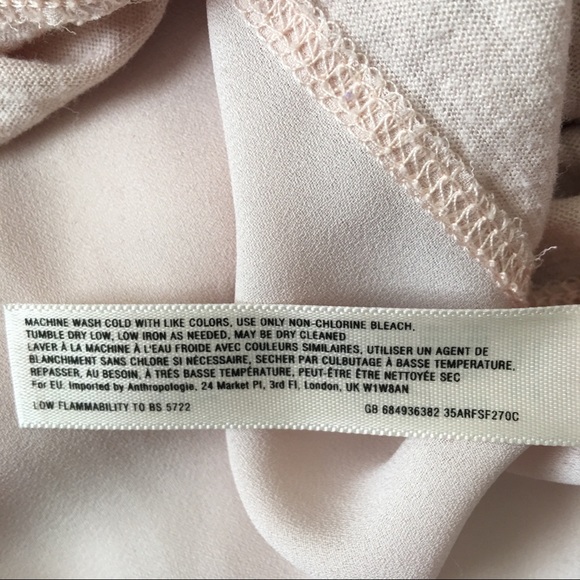 MACHINE WASH COLD WITH LIKE COLORS, USE ONLY NON-CHLORINE BLEACH.
TUMBLE DRY LOW, LOW IRON AS NEEDED, MAY BE DRY CLEANED
LAVER À LA MACHINE À L'EAU FROIDE AVEC COULEURS SIMILAIRES, UTILISER UN AGENT DE
BLANCHIMENT SANS CHLORE SI NÉCESSAIRE, SECHER PAR CULBUTAGE À BASSE TEMPERATURE,
REPASSER, AU BESOIN, À TRÈS BASSE TEMPÉRATURE, PEUT-ÊTRE ÊTRE NETTOYÉE SEC
For EU. Imported by Anthropologie. 24 Market Pl, 3rd Fl, London, UK W1W8AN
LOW FLAMMABILITY TO BS 5722 GB 684936382 35ARFSF270C